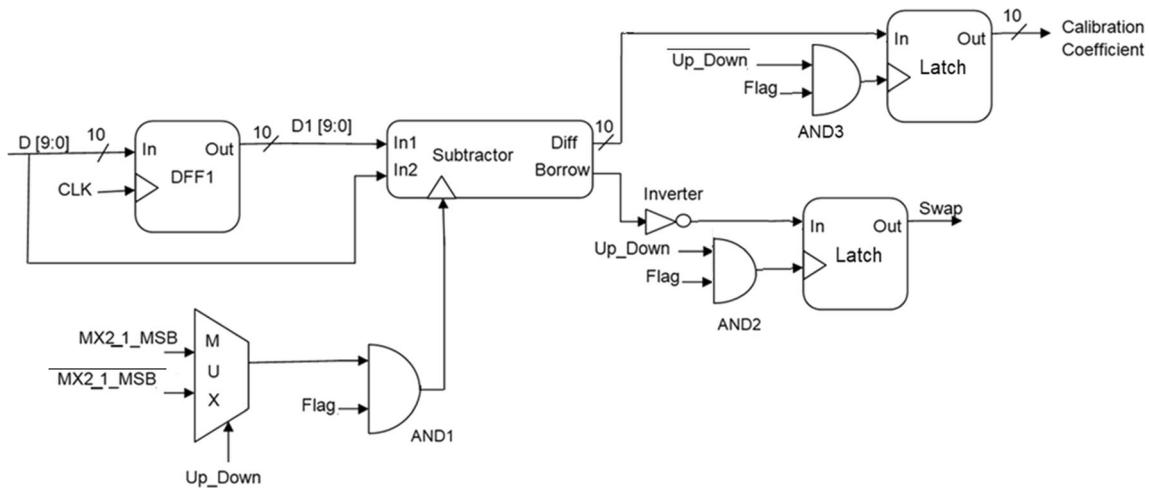 D [9:0]
10
In
Out
DFF1
CLK
10
D1 [9:0]
In1
In2
Subtractor
Diff
Borrow
10
Up_Down
Flag
AND3
In
Out
Latch
10
Calibration
Coefficient
Inverter
Up_Down
Flag
AND2
In
Out
Latch
Swap
MX2_1_MSB
MX2_1_MSB
M
U
X
Up_Down
Flag
AND1